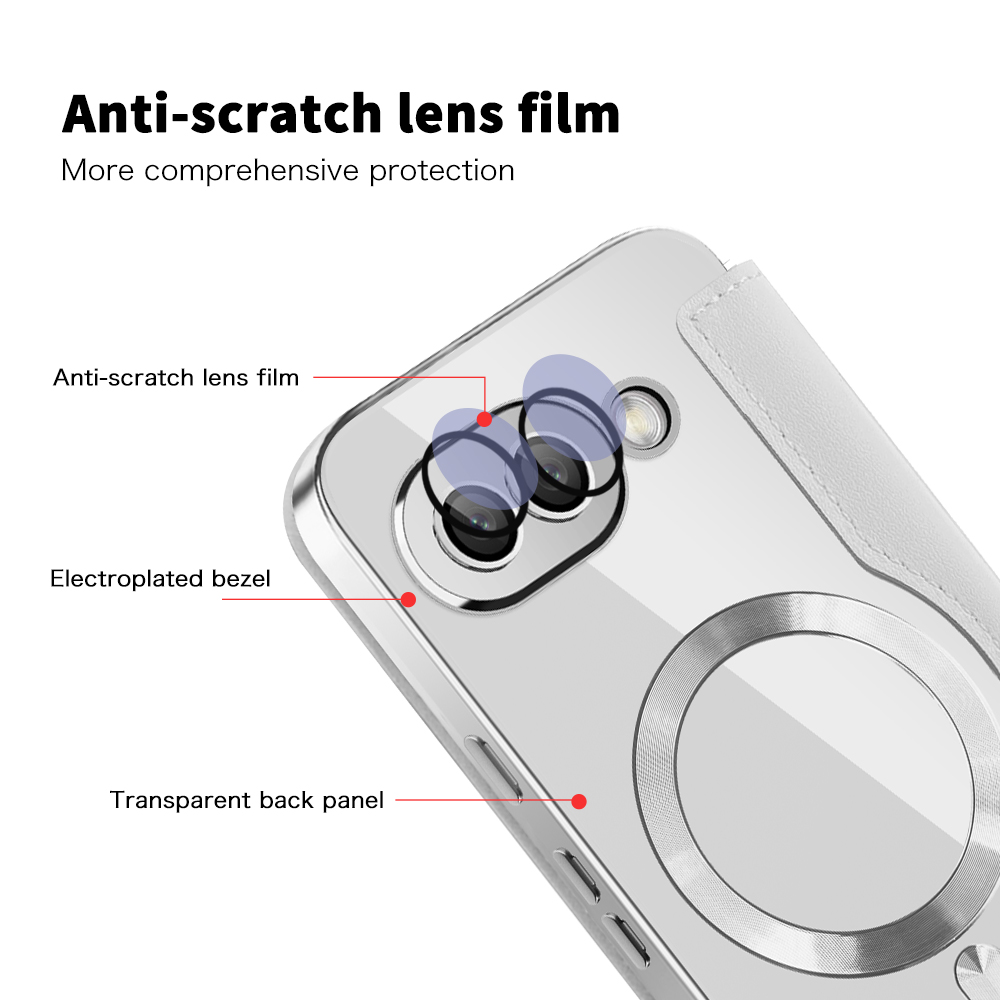 Anti-scratch lens film
More comprehensive protection
Anti-scratch lens film
Electroplated bezel
Transparent back panel